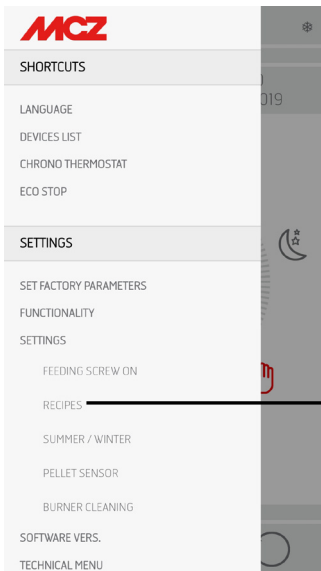 MCZ
SHORTCUTS
LANGUAGE
DEVICES LIST
CHRONO THERMOSTAT
ECO STOP
SETTINGS
SET FACTORY PARAMETERS
FUNCTIONALITY
SETTINGS
FEEDING SCREW ON
RECIPES
SUMMER / WINTER
PELLET SENSOR
BURNER CLEANING
SOFTWARE VERS.
TECHNICAL MENU